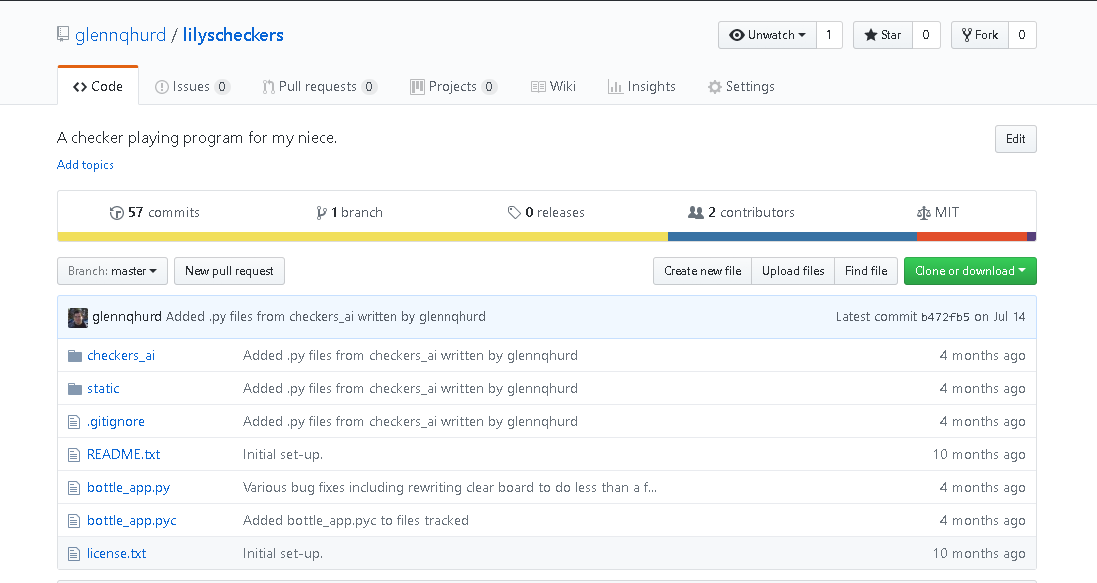 glennqhurd / lilyscheckers
Unwatch 1 Star 0 Fork 0
Code Issues 0 Pull requests 0 Projects 0 Wiki Insights Settings
A checker playing program for my niece. Edit
Add topics
57 commits 1 branch 0 releases 2 contributors MIT
Branch: master New pull request Create new file Upload files Find file Clone or download
glennqhurd Added .py files from checkers_ai written by glennqhurd Latest commit b472fb5 on Jul 14
checkers_ai Added .py files from checkers_ai written by glennqhurd 4 months ago
static Added .py files from checkers_ai written by glennqhurd 4 months ago
.gitignore Added .py files from checkers_ai written by glennqhurd 4 months ago
README.txt Initial set-up. 10 months ago
bottle_app.py Various bug fixes including rewriting clear board to do less than a f... 4 months ago
bottle_app.pyc Added bottle_app.pyc to files tracked 4 months ago
license.txt Initial set-up. 10 months ago